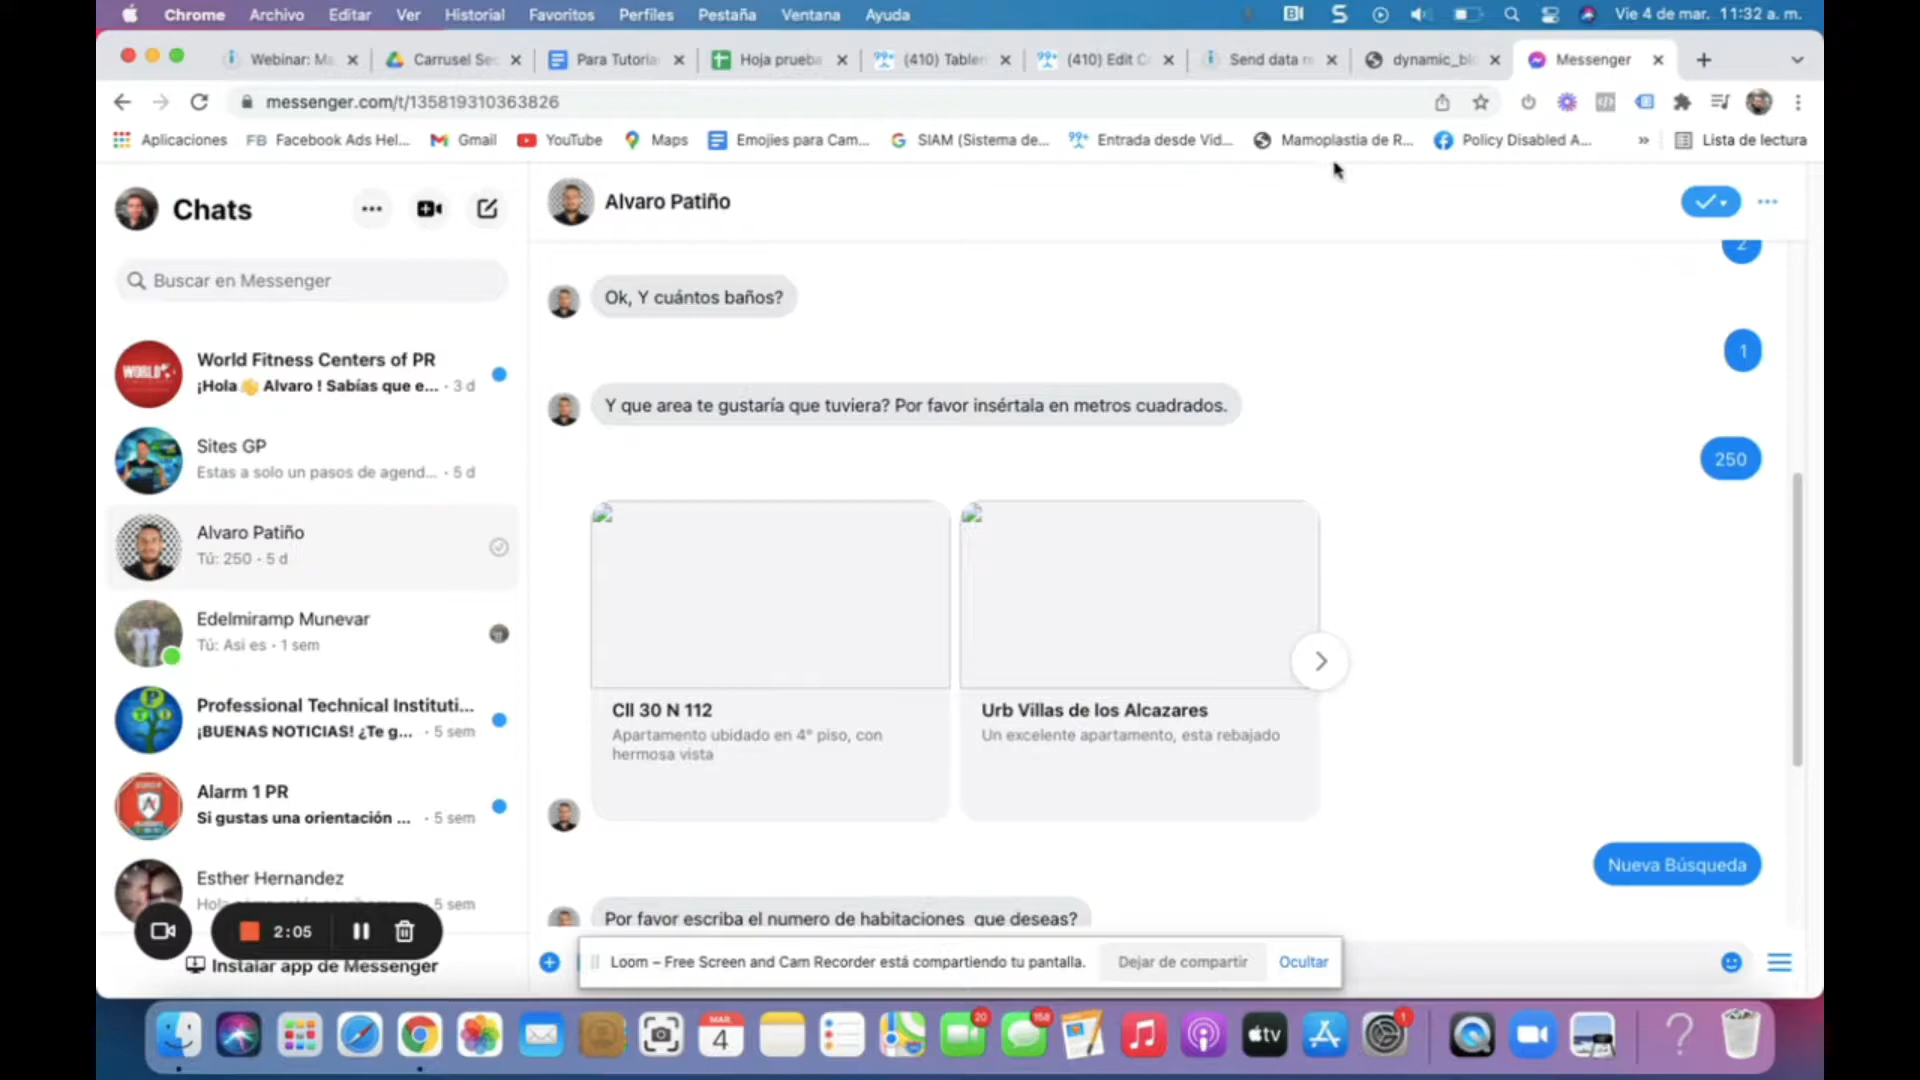 Chrome Archivo Editar Ver Historial Favoritos Perfiles Pestaña Ventana Ayuda Vie 4 de mar. 11:32 a. m.
Webinar: Ma Carrusel Sec Para Tutoria Hoja prueba (410) Tablero (410) Edit C Send data dynamic_bl Messenger
messenger.com/t/135819310363826
Aplicaciones Facebook Ads Hel... Gmail YouTube Maps Emojies para Cam... SIAM (Sistema de... Entrada desde Vid... Mamoplastia de R... Policy Disabled A... » Lista de lectura
Chats
Buscar en Messenger
World Fitness Centers of PR
¡Hola 👋 Alvaro ! Sabías que e... · 3 d
Sites GP
Estas a solo un pasos de agend... · 5 d
Alvaro Patiño
Tú: 250 · 5 d
Edelmiramp Munevar
Tú: Asi es · 1 sem
Professional Technical Instituti...
¡BUENAS NOTICIAS! ¿Te g... · 5 sem
Alarm 1 PR
Si gustas una orientación ... · 5 sem
Esther Hernandez
5 sem
2:05
Instalar app de Messenger
Alvaro Patiño
2
Ok, Y cuántos baños?
1
Y que area te gustaría que tuviera? Por favor insértala en metros cuadrados.
250
Cll 30 N 112
Apartamento ubidado en 4° piso, con
hermosa vista
Urb Villas de los Alcazares
Un excelente apartamento, esta rebajado
Nueva Búsqueda
Por favor escriba el numero de habitaciones que deseas?
Loom – Free Screen and Cam Recorder está compartiendo tu pantalla. Dejar de compartir Ocultar
MAR.
4
20
158
tv
1